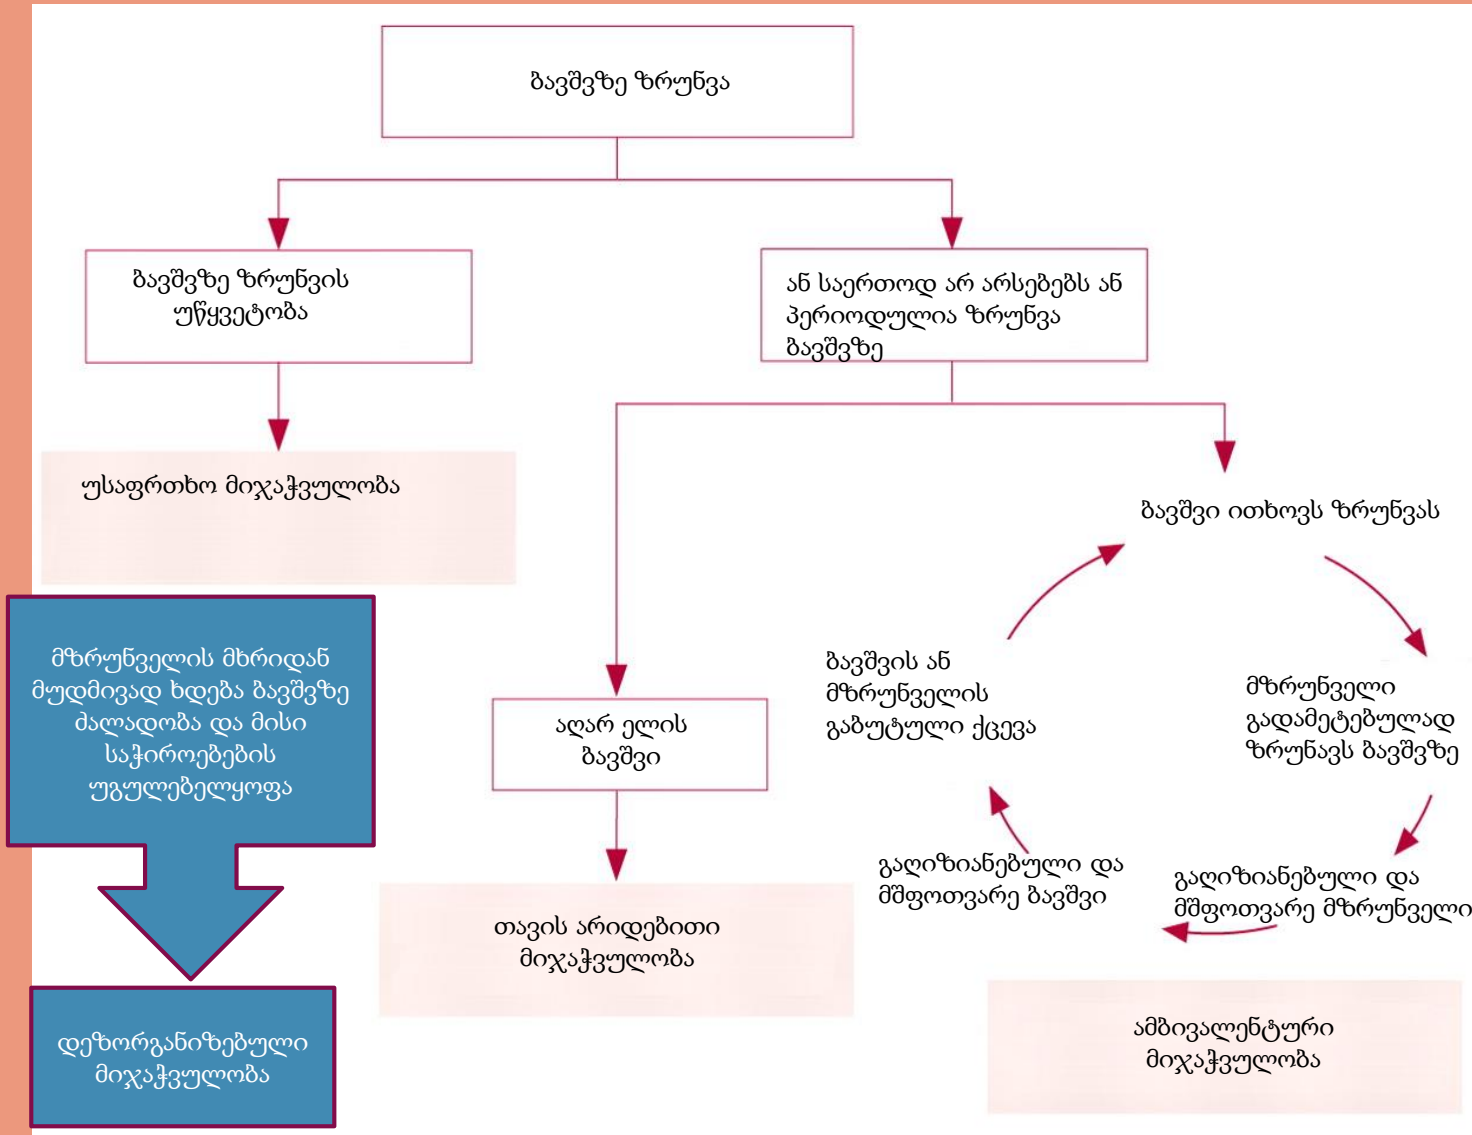 ბავშვზე ზრუნვა
ბავშვზე ზრუნვის
უწყვეტობა
ან საერთოდ არ არსებებს ან
პერიოდულია ზრუნვა
ბავშვზე
უსაფრთხო მიჯაჭვულობა
ბავშვი ითხოვს ზრუნვას
მზრუნველის მხრიდან
მუდმივად ხდება ბავშვზე
ძალადობა და მისი
საჭიროებების
უგულებელყოფა
ბავშვის ან
მზრუნველის
გაბუტული ქცევა
მზრუნველი
გადამეტებულად
ზრუნავს ბავშვზე
აღარ ელის
ბავშვი
გაღიზიანებული და
მშფოთვარე ბავშვი
გაღიზიანებული და
მშფოთვარე მზრუნველი
თავის არიდებითი
მიჯაჭვულობა
დეზორგანიზებული
მიჯაჭვულობა
ამბივალენტური
მიჯაჭვულობა